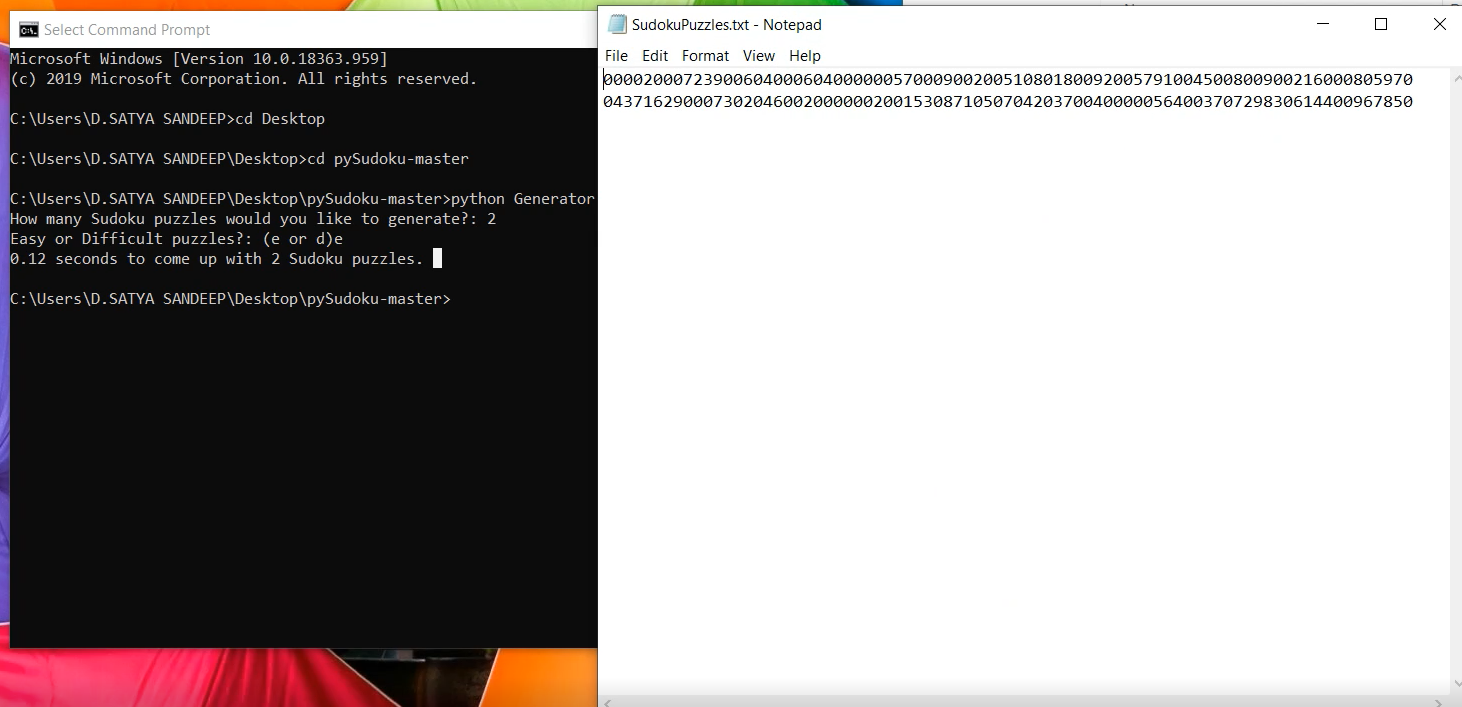 Select Command Prompt
Microsoft Windows [Version 10.0.18363.959]
(c) 2019 Microsoft Corporation. All rights reserved.
C:\Users\D.SATYA SANDEEP>cd Desktop
C:\Users\D.SATYA SANDEEP\Desktop>cd pySudoku-master
C:\Users\D.SATYA SANDEEP\Desktop\pySudoku-master>python Generator
How many Sudoku puzzles would you like to generate?: 2
Easy or Difficult puzzles?: (e or d)e
0.12 seconds to come up with 2 Sudoku puzzles.
C:\Users\D.SATYA SANDEEP\Desktop\pySudoku-master>
SudokuPuzzles.txt - Notepad
File Edit Format View Help
000020007239006040006040000005700090020051080180092005791004500800900216000805970
043716290007302046002000000200153087105070420370040000056400370729830614400967850